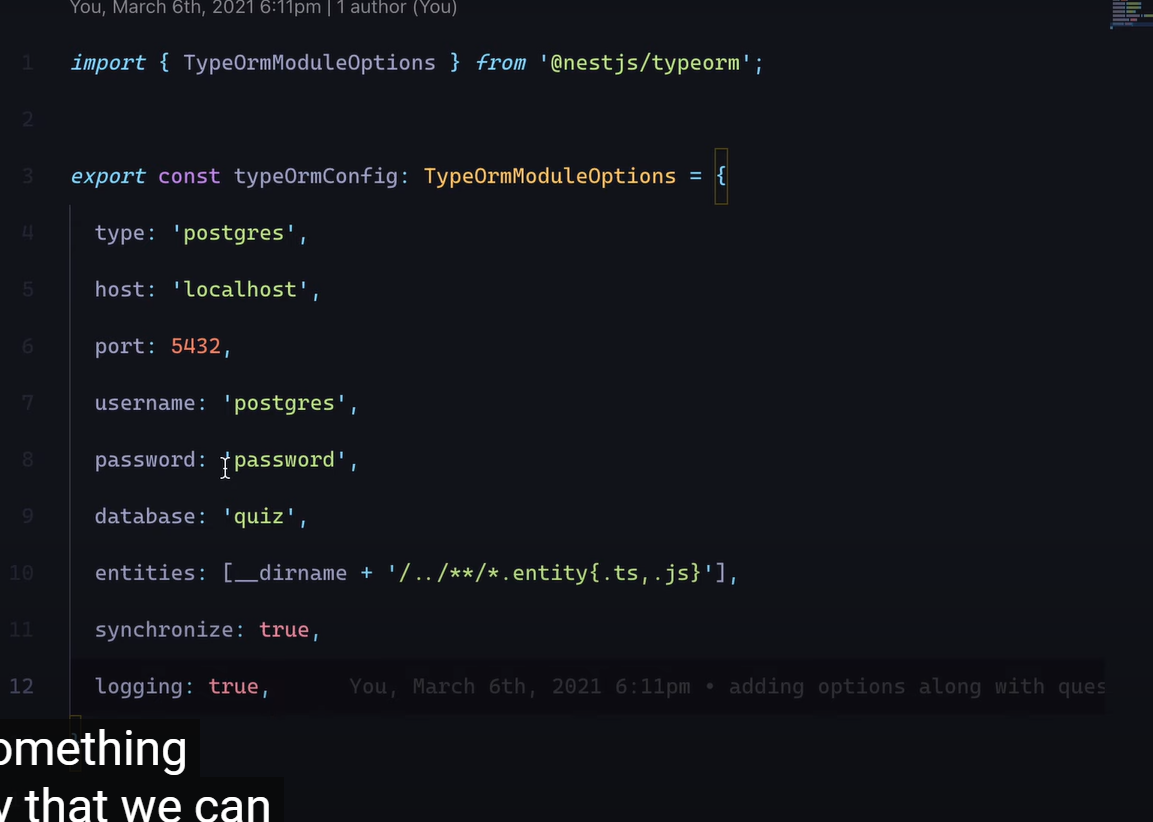 You, March 6th, 2021 6:11pm | 1 author (You)
1 import { TypeOrmModuleOptions } from '@nestjs/typeorm';
2
3 export const typeOrmConfig: TypeOrmModuleOptions = {
4 type: 'postgres',
5 host: 'localhost',
6 port: 5432,
7 username: 'postgres',
8 password: 'password',
9 database: 'quiz',
10 entities: [__dirname + '/../**/*.entity{.ts,.js}'],
11 synchronize: true,
12 logging: true, You, March 6th, 2021 6:11pm • adding options along with ques
}
omething
y that we can